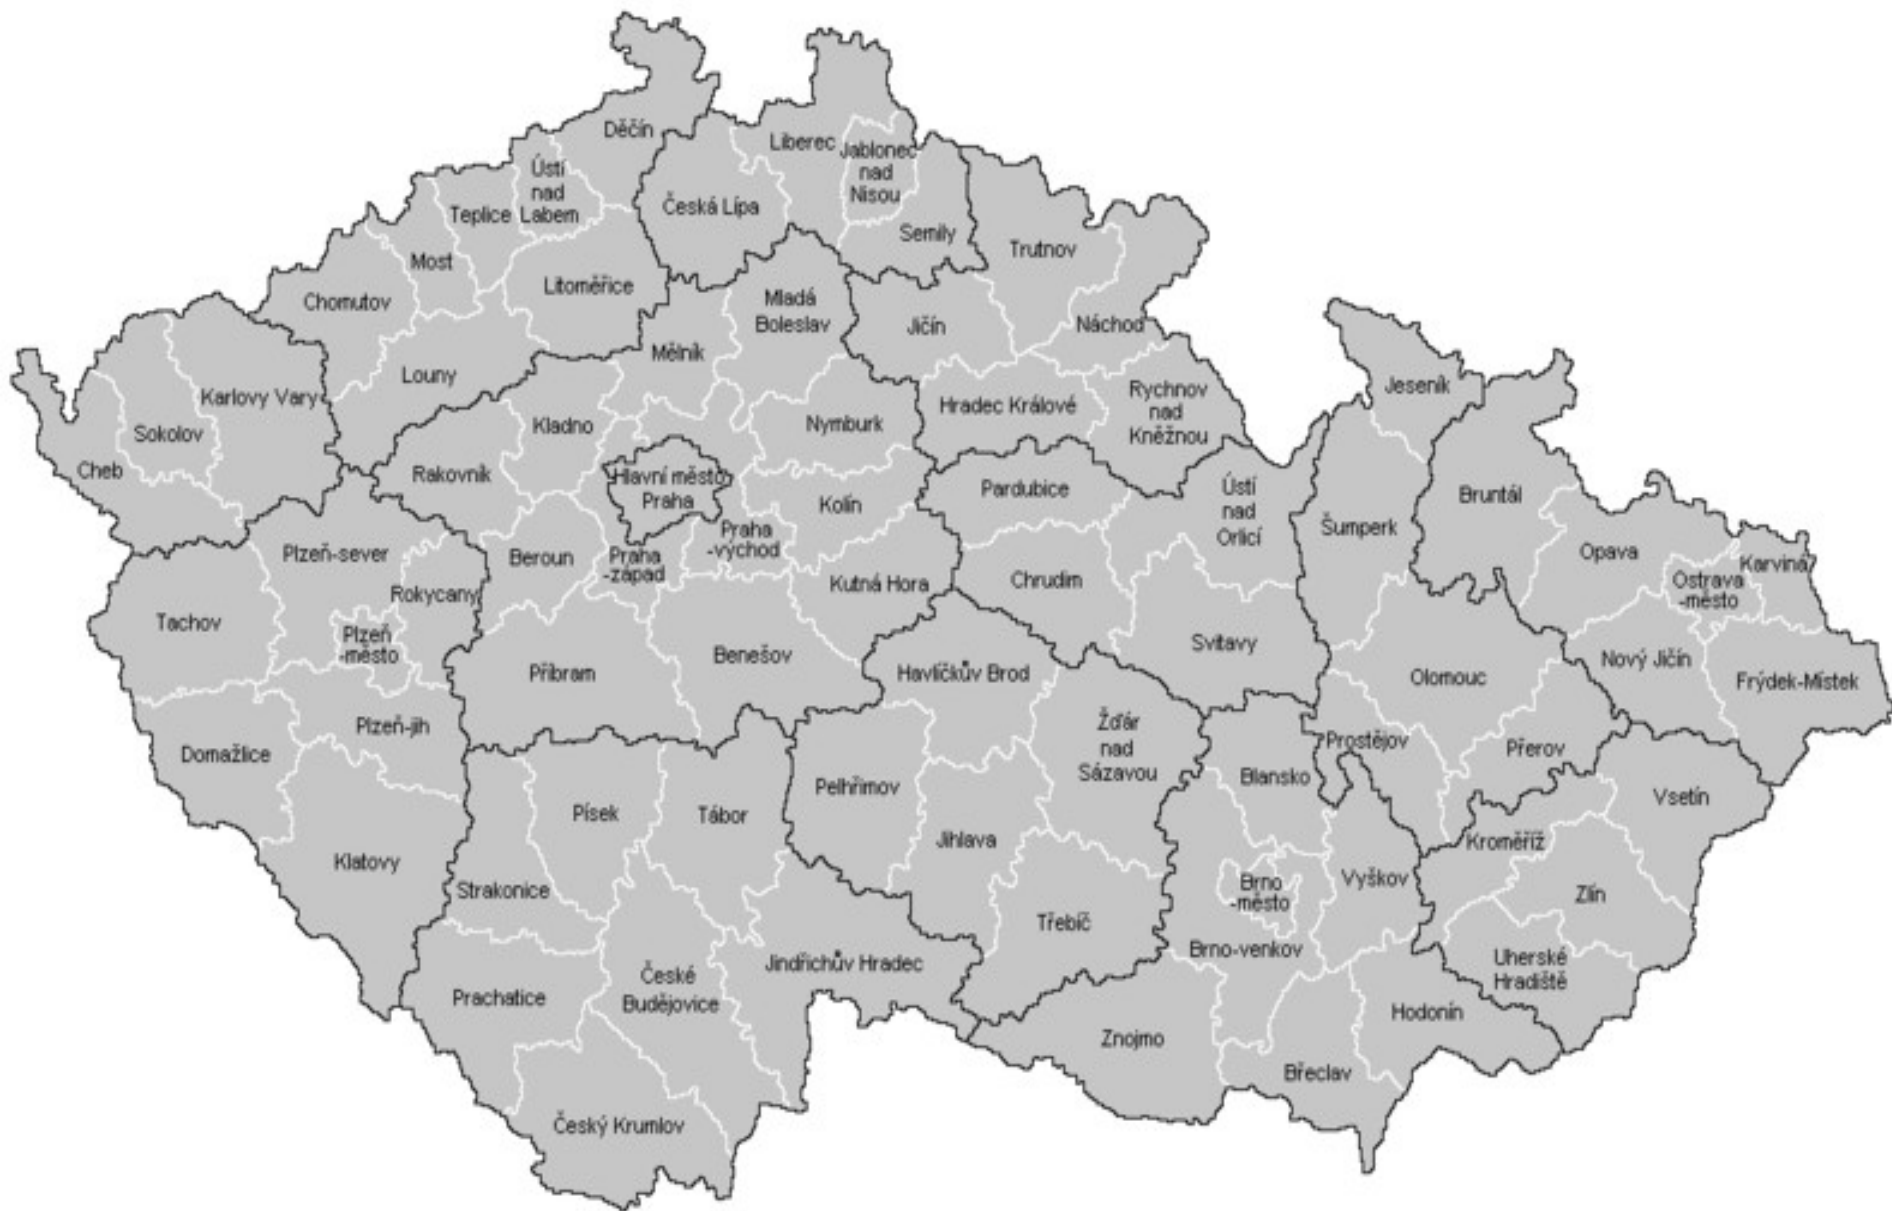 Děčín
Liberec
Jablonec
nad
Nisou
Ústí
nad
Labem
Teplice
Česká Lípa
Semily
Trutnov
Most
Chomutov
Litoměřice
Mladá
Boleslav
Jičín
Náchod
Mělník
Louny
Karlovy Vary
Sokolov
Cheb
Kladno
Rakovník
Nymburk
Hradec Králové
Rychnov
nad
Kněžnou
Jeseník
Hlavní město
Praha
Kolín
Pardubice
Ústí
nad
Orlicí
Šumperk
Bruntál
Plzeň-sever
Beroun
Praha
-západ
Praha
-východ
Kutná Hora
Chrudim
Opava
Ostrava
-město
Karviná
Rokycany
Tachov
Plzeň
-město
Příbram
Benešov
Havlíčkův Brod
Svitavy
Olomouc
Nový Jičín
Frýdek-Místek
Plzeň-jih
Domažlice
Žďár
nad
Sázavou
Prostějov
Přerov
Blansko
Vsetín
Pelhřimov
Písek
Tábor
Jihlava
Kroměříž
Klatovy
Strakonice
Brno
-město
Vyškov
Zlín
Třebíč
Brno-venkov
Jindřichův Hradec
Uherské
Hradiště
České
Budějovice
Prachatice
Znojmo
Hodonín
Břeclav
Český Krumlov